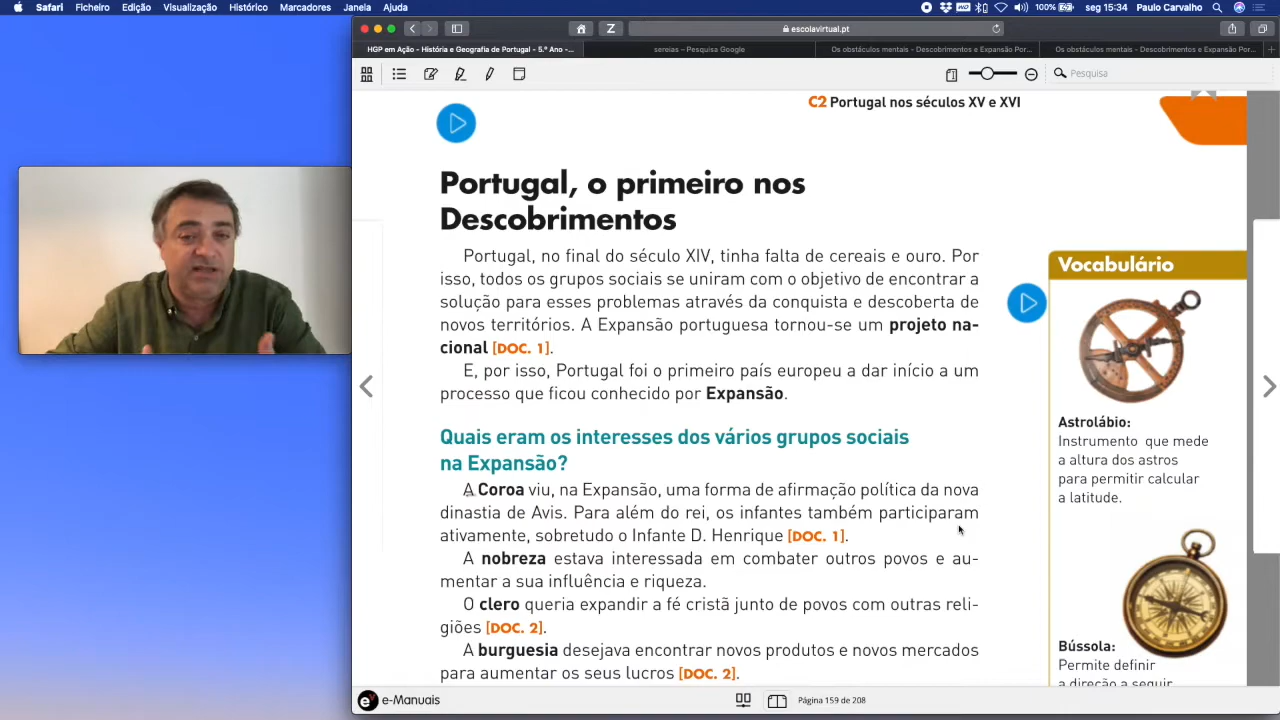 Safari Ficheiro Edição Visualização Histórico Marcadores Janela Ajuda
100% seg 15:34 Paulo Carvalho
Z
escolavirtual.pt
HGP em Ação - História e Geografia de Portugal - 5.º Ano -...
sereias – Pesquisa Google
Os obstáculos mentais - Descobrimentos e Expansão Por...
Os obstáculos mentais - Descobrimentos e Expansão Por...
Pesquisa
C2 Portugal nos séculos XV e XVI
Portugal, o primeiro nos
Descobrimentos
Portugal, no final do século XIV, tinha falta de cereais e ouro. Por
isso, todos os grupos sociais se uniram com o objetivo de encontrar a
solução para esses problemas através da conquista e descoberta de
novos territórios. A Expansão portuguesa tornou-se um projeto na-
cional [DOC. 1].
E, por isso, Portugal foi o primeiro país europeu a dar início a um
processo que ficou conhecido por Expansão.
Quais eram os interesses dos vários grupos sociais
na Expansão?
A Coroa viu, na Expansão, uma forma de afirmação política da nova
dinastia de Avis. Para além do rei, os infantes também participaram
ativamente, sobretudo o Infante D. Henrique [DOC. 1].
A nobreza estava interessada em combater outros povos e au-
mentar a sua influência e riqueza.
O clero queria expandir a fé cristã junto de povos com outras reli-
giões [DOC. 2].
A burguesia desejava encontrar novos produtos e novos mercados
para aumentar os seus lucros [DOC. 2].
Vocabulário
Astrolábio:
Instrumento que mede
a altura dos astros
para permitir calcular
a latitude.
Bússola:
Permite definir
a direção a seguir
e-Manuais
Página 159 de 208